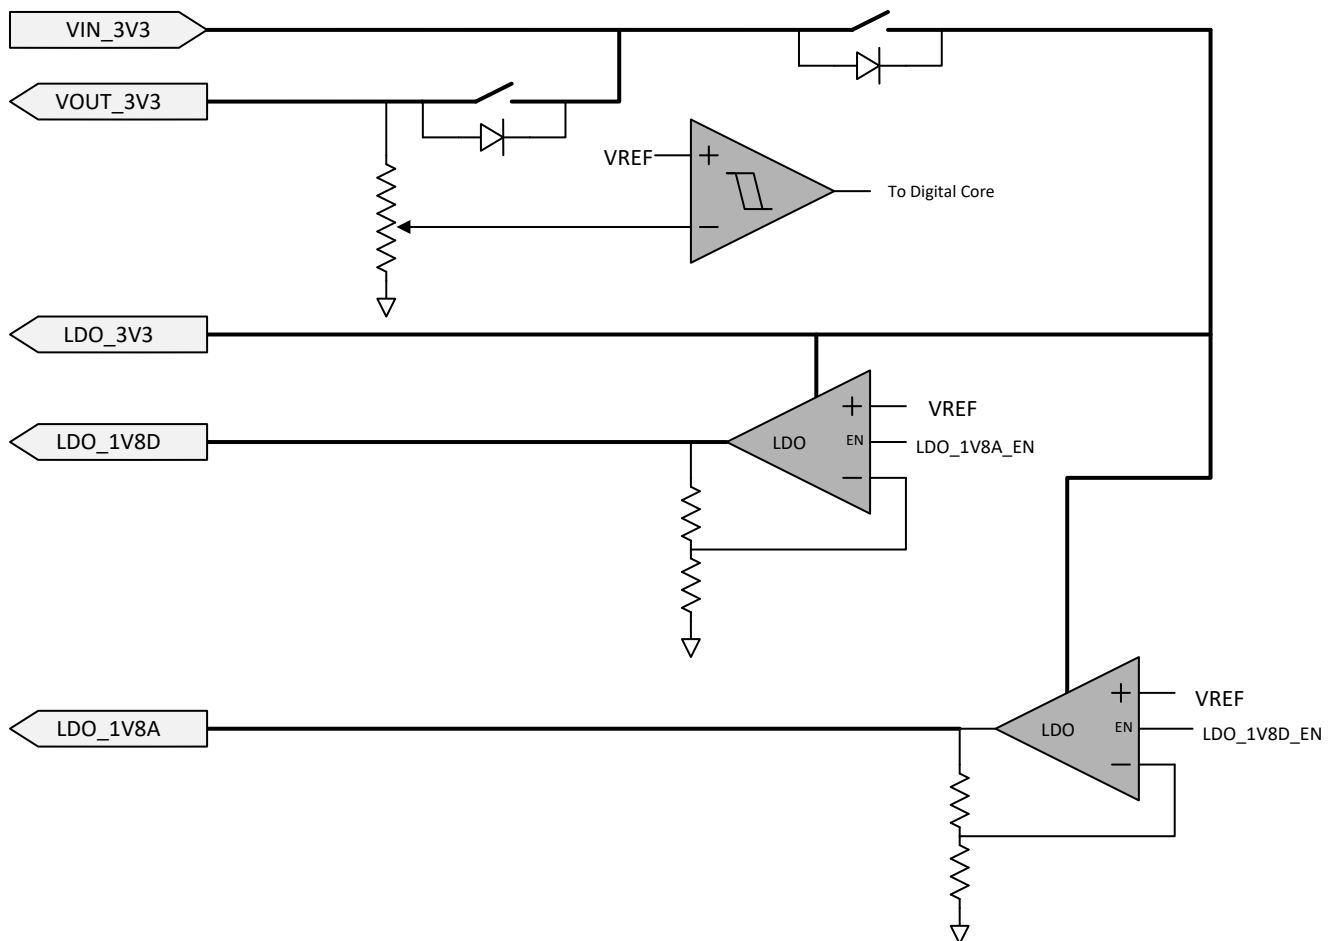 VIN_3V3
VOUT_3V3
VREF
+
−
To Digital Core
LDO_3V3
LDO_1V8D
LDO
+
EN
−
VREF
LDO_1V8A_EN
LDO_1V8A
LDO
+
EN
−
VREF
LDO_1V8D_EN